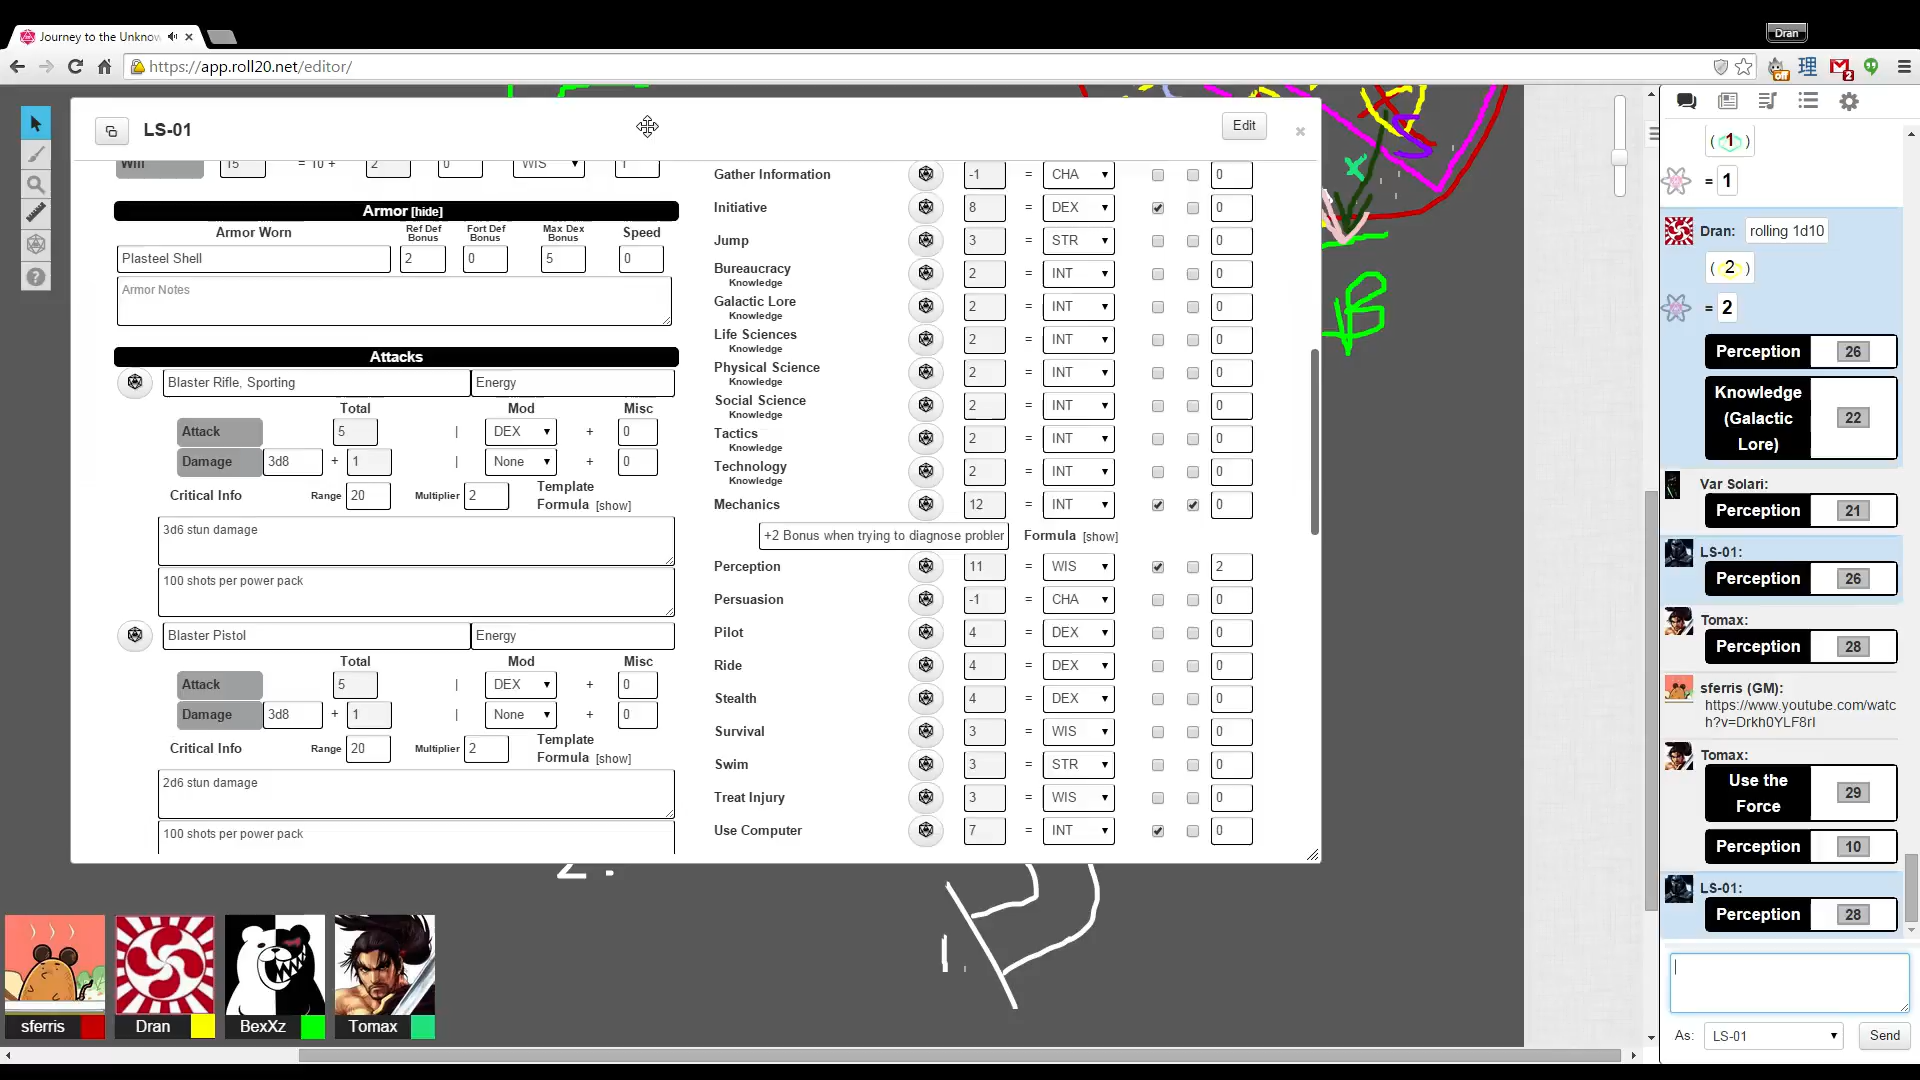 Journey to the Unknow
Dran
https://app.roll20.net/editor/
off
理
2
LS-01
Edit
Will 15 = 10 + 2 0 WIS 1
Armor [hide]
Armor Worn Ref Def Bonus Fort Def Bonus Max Dex Bonus Speed
Plasteel Shell 2 0 5 0
Armor Notes
Attacks
Blaster Rifle, Sporting Energy
Total Mod Misc
Attack 5 | DEX + 0
Damage 3d8 + 1 | None + 0
Critical Info Range 20 Multiplier 2 Template Formula [show]
3d6 stun damage
100 shots per power pack
Blaster Pistol Energy
Total Mod Misc
Attack 5 | DEX + 0
Damage 3d8 + 1 | None + 0
Critical Info Range 20 Multiplier 2 Template Formula [show]
2d6 stun damage
100 shots per power pack
Gather Information -1 = CHA 0
Initiative 8 = DEX 0
Jump 3 = STR 0
Bureaucracy Knowledge 2 = INT 0
Galactic Lore Knowledge 2 = INT 0
Life Sciences Knowledge 2 = INT 0
Physical Science Knowledge 2 = INT 0
Social Science Knowledge 2 = INT 0
Tactics Knowledge 2 = INT 0
Technology Knowledge 2 = INT 0
Mechanics 12 = INT 0
+2 Bonus when trying to diagnose probler Formula [show]
Perception 11 = WIS 2
Persuasion -1 = CHA 0
Pilot 4 = DEX 0
Ride 4 = DEX 0
Stealth 4 = DEX 0
Survival 3 = WIS 0
Swim 3 = STR 0
Treat Injury 3 = WIS 0
Use Computer 7 = INT 0
B
2.
1.
sferris
Dran
BexXz
Tomax
(1)
= 1
Dran: rolling 1d10
(2)
= 2
Perception 26
Knowledge
(Galactic 22
Lore)
Var Solari:
Perception 21
LS-01:
Perception 26
Tomax:
Perception 28
sferris (GM):
https://www.youtube.com/watc
h?v=Drkh0YLF8rI
Tomax:
Use the
Force 29
Perception 10
LS-01:
Perception 28
As: LS-01 Send